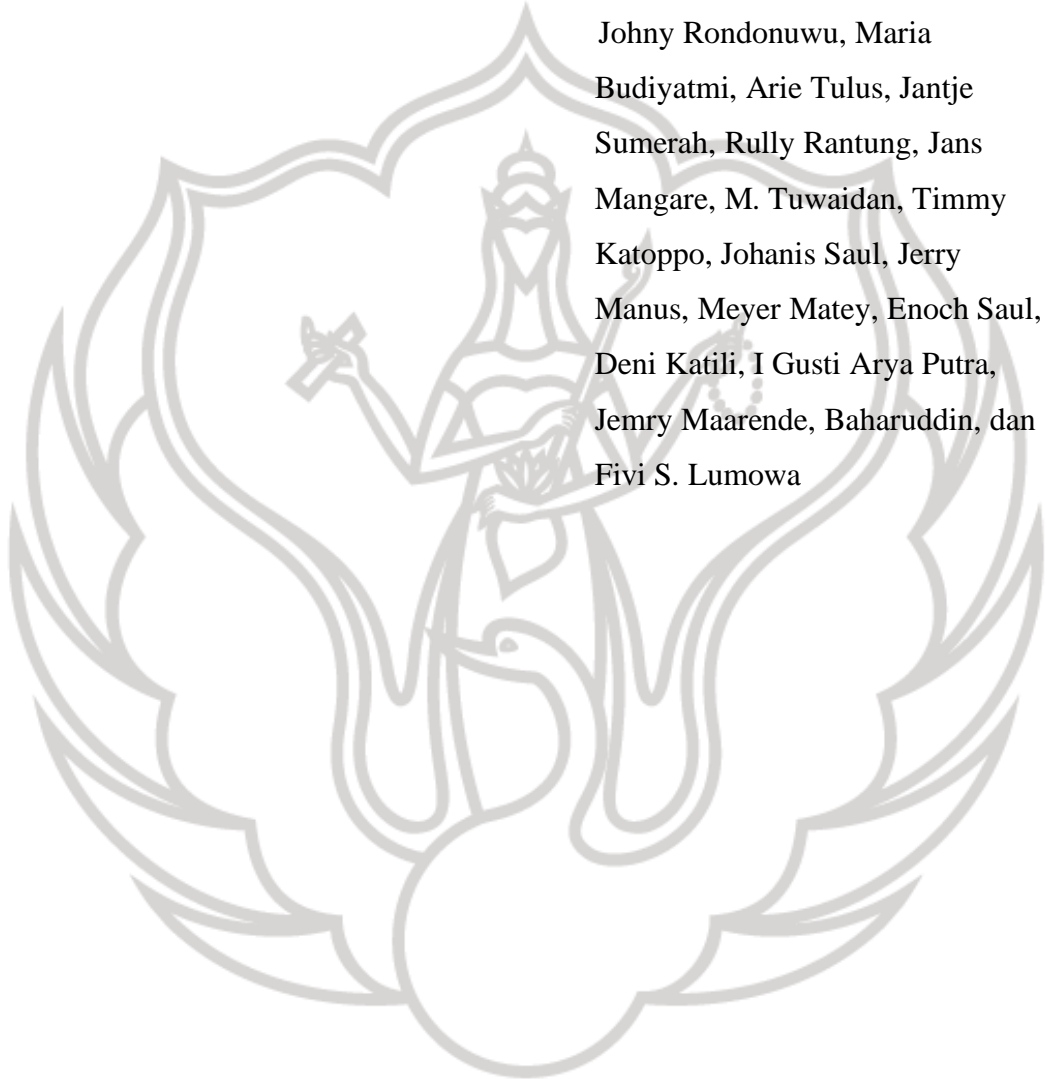 Johny Rondonuwu, Maria
Budiyatmi, Arie Tulus, Jantje
Sumerah, Rully Rantung, Jans
Mangare, M. Tuwaidan, Timmy
Katoppo, Johanis Saul, Jerry
Manus, Meyer Matey, Enoch Saul,
Deni Katili, I Gusti Arya Putra,
Jemry Maarende, Baharuddin, dan
Fivi S. Lumowa